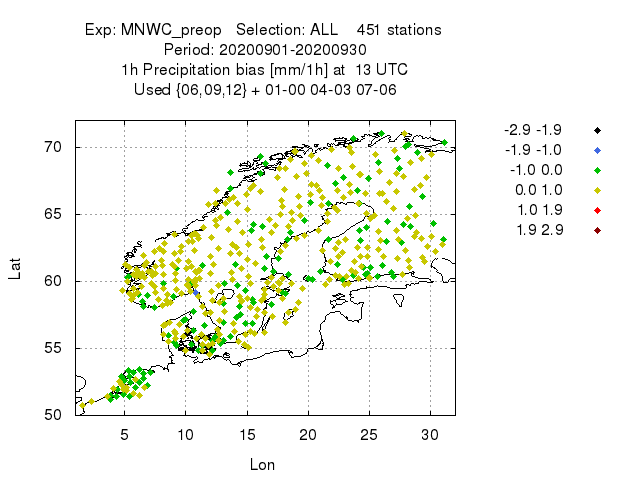 Exp: MNWC_preop Selection: ALL 451 stations
Period: 20200901-20200930
1h Precipitation bias [mm/1h] at 13 UTC
Used {06,09,12} + 01-00 04-03 07-06
-2.9 -1.9
-1.9 -1.0
-1.0 0.0
0.0 1.0
1.0 1.9
1.9 2.9
Lat
70
65
60
55
50
5 10 15 20 25 30
Lon